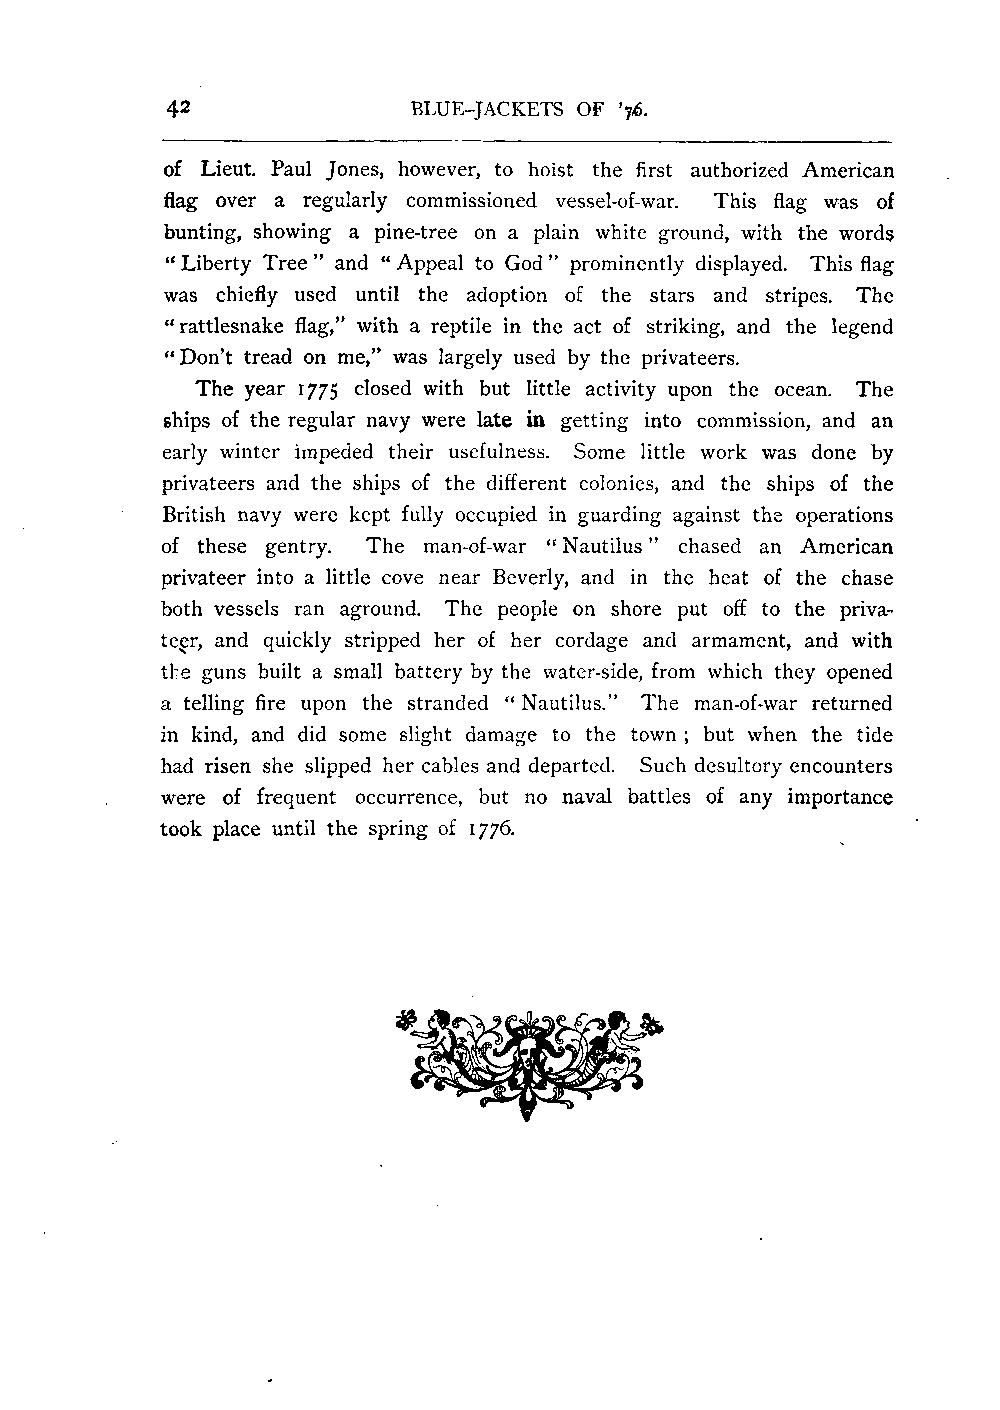 42 BLUE-JACKETS OF '76.
of Lieut. Paul Jones, however, to hoist the first authorized American
flag over a regularly commissioned vessel-of-war. This flag was of
bunting, showing a pine-tree on a plain white ground, with the words
“Liberty Tree” and “Appeal to God” prominently displayed. This flag
was chiefly used until the adoption of the stars and stripes. The
“rattlesnake flag,” with a reptile in the act of striking, and the legend
“Don't tread on me,” was largely used by the privateers.
The year 1775 closed with but little activity upon the ocean. The
ships of the regular navy were late in getting into commission, and an
early winter impeded their usefulness. Some little work was done by
privateers and the ships of the different colonies, and the ships of the
British navy were kept fully occupied in guarding against the operations
of these gentry. The man-of-war “Nautilus” chased an American
privateer into a little cove near Beverly, and in the heat of the chase
both vessels ran aground. The people on shore put off to the priva-
teer, and quickly stripped her of her cordage and armament, and with
the guns built a small battery by the water-side, from which they opened
a telling fire upon the stranded “Nautilus.” The man-of-war returned
in kind, and did some slight damage to the town; but when the tide
had risen she slipped her cables and departed. Such desultory encounters
were of frequent occurrence, but no naval battles of any importance
took place until the spring of 1776.